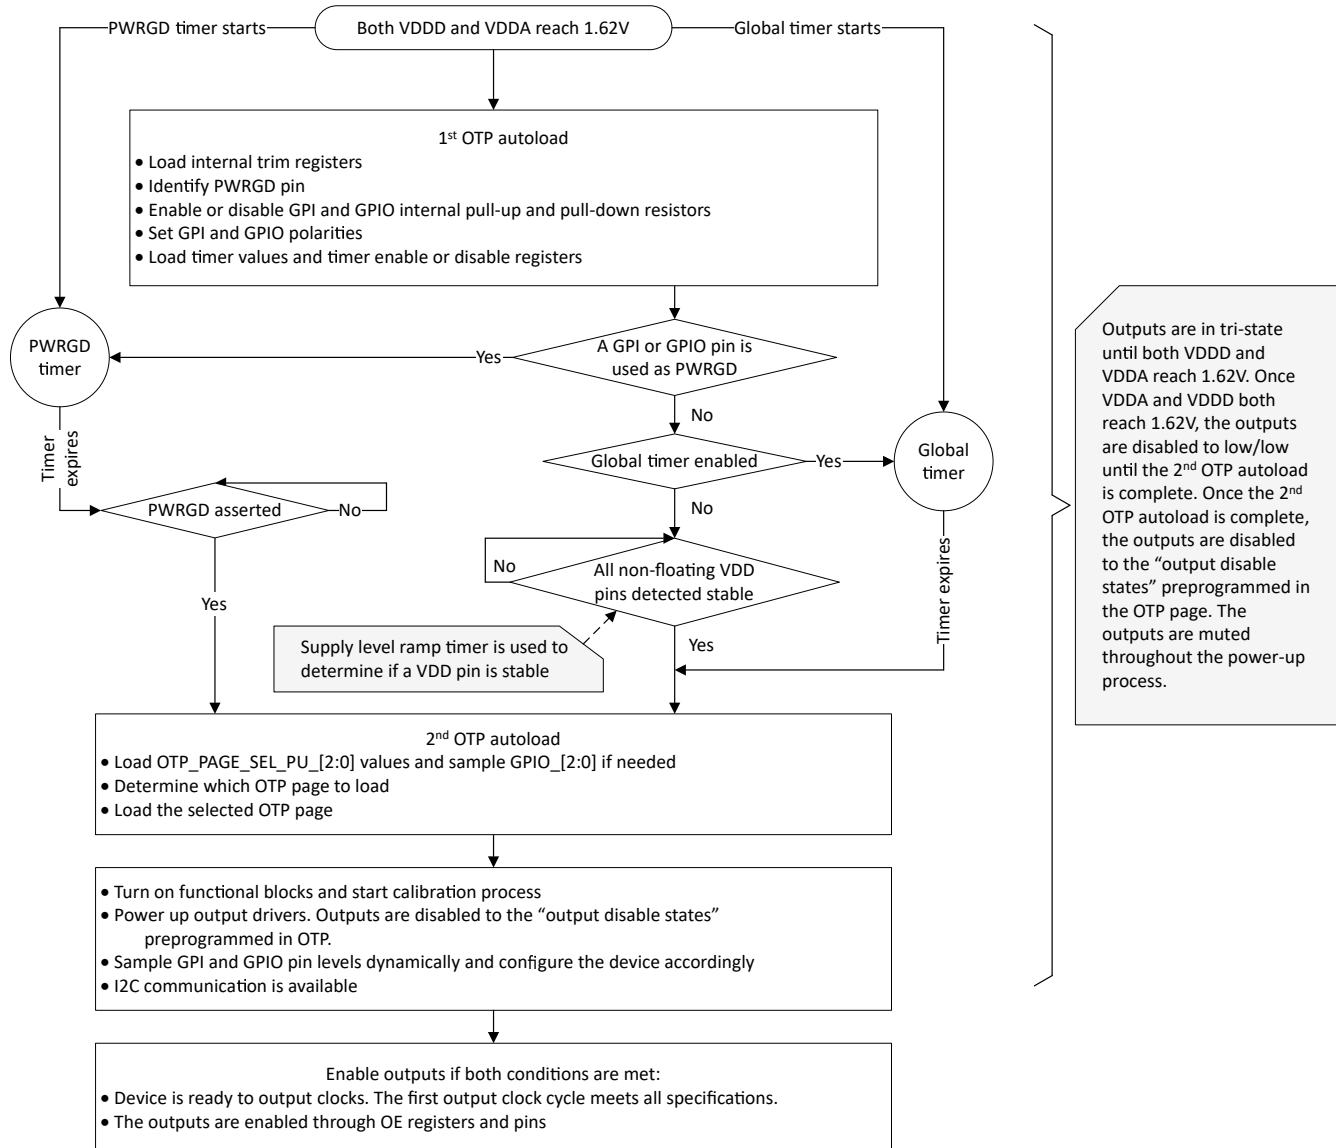 PWRGD timer starts
Both VDDD and VDDA reach 1.62V
Global timer starts
1st OTP autoload
• Load internal trim registers
• Identify PWRGD pin
• Enable or disable GPI and GPIO internal pull-up and pull-down resistors
• Set GPI and GPIO polarities
• Load timer values and timer enable or disable registers
PWRGD
timer
Yes
A GPI or GPIO pin is
used as PWRGD
No
Timer
expires
Global timer enabled
Yes
Global
timer
PWRGD asserted
No
No
No
All non-floating VDD
pins detected stable
Timer expires
Yes
Supply level ramp timer is used to
determine if a VDD pin is stable
Yes
2nd OTP autoload
• Load OTP_PAGE_SEL_PU_[2:0] values and sample GPIO_[2:0] if needed
• Determine which OTP page to load
• Load the selected OTP page
• Turn on functional blocks and start calibration process
• Power up output drivers. Outputs are disabled to the “output disable states”
preprogrammed in OTP.
• Sample GPI and GPIO pin levels dynamically and configure the device accordingly
• I2C communication is available
Enable outputs if both conditions are met:
• Device is ready to output clocks. The first output clock cycle meets all specifications.
• The outputs are enabled through OE registers and pins
Outputs are in tri-state
until both VDDD and
VDDA reach 1.62V. Once
VDDA and VDDD both
reach 1.62V, the outputs
are disabled to low/low
until the 2nd OTP autoload
is complete. Once the 2nd
OTP autoload is complete,
the outputs are disabled
to the “output disable
states” preprogrammed in
the OTP page. The
outputs are muted
throughout the power-up
process.